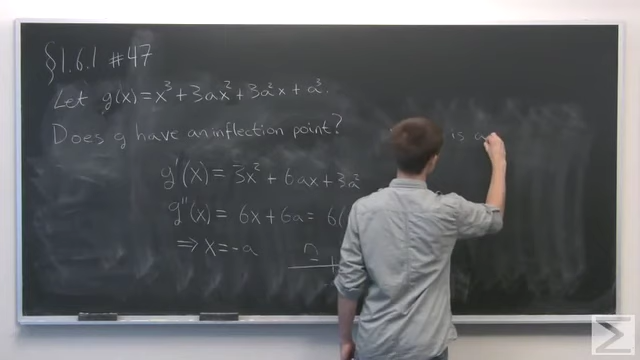 §1.6.1 #47
Let g(x) = x³ + 3ax² + 3a²x + a³.
Does g have an inflection point?
is a
g'(x) = 3x² + 6ax + 3a²
g''(x) = 6x + 6a = 6(
⇒ x = -a
∩
Σ